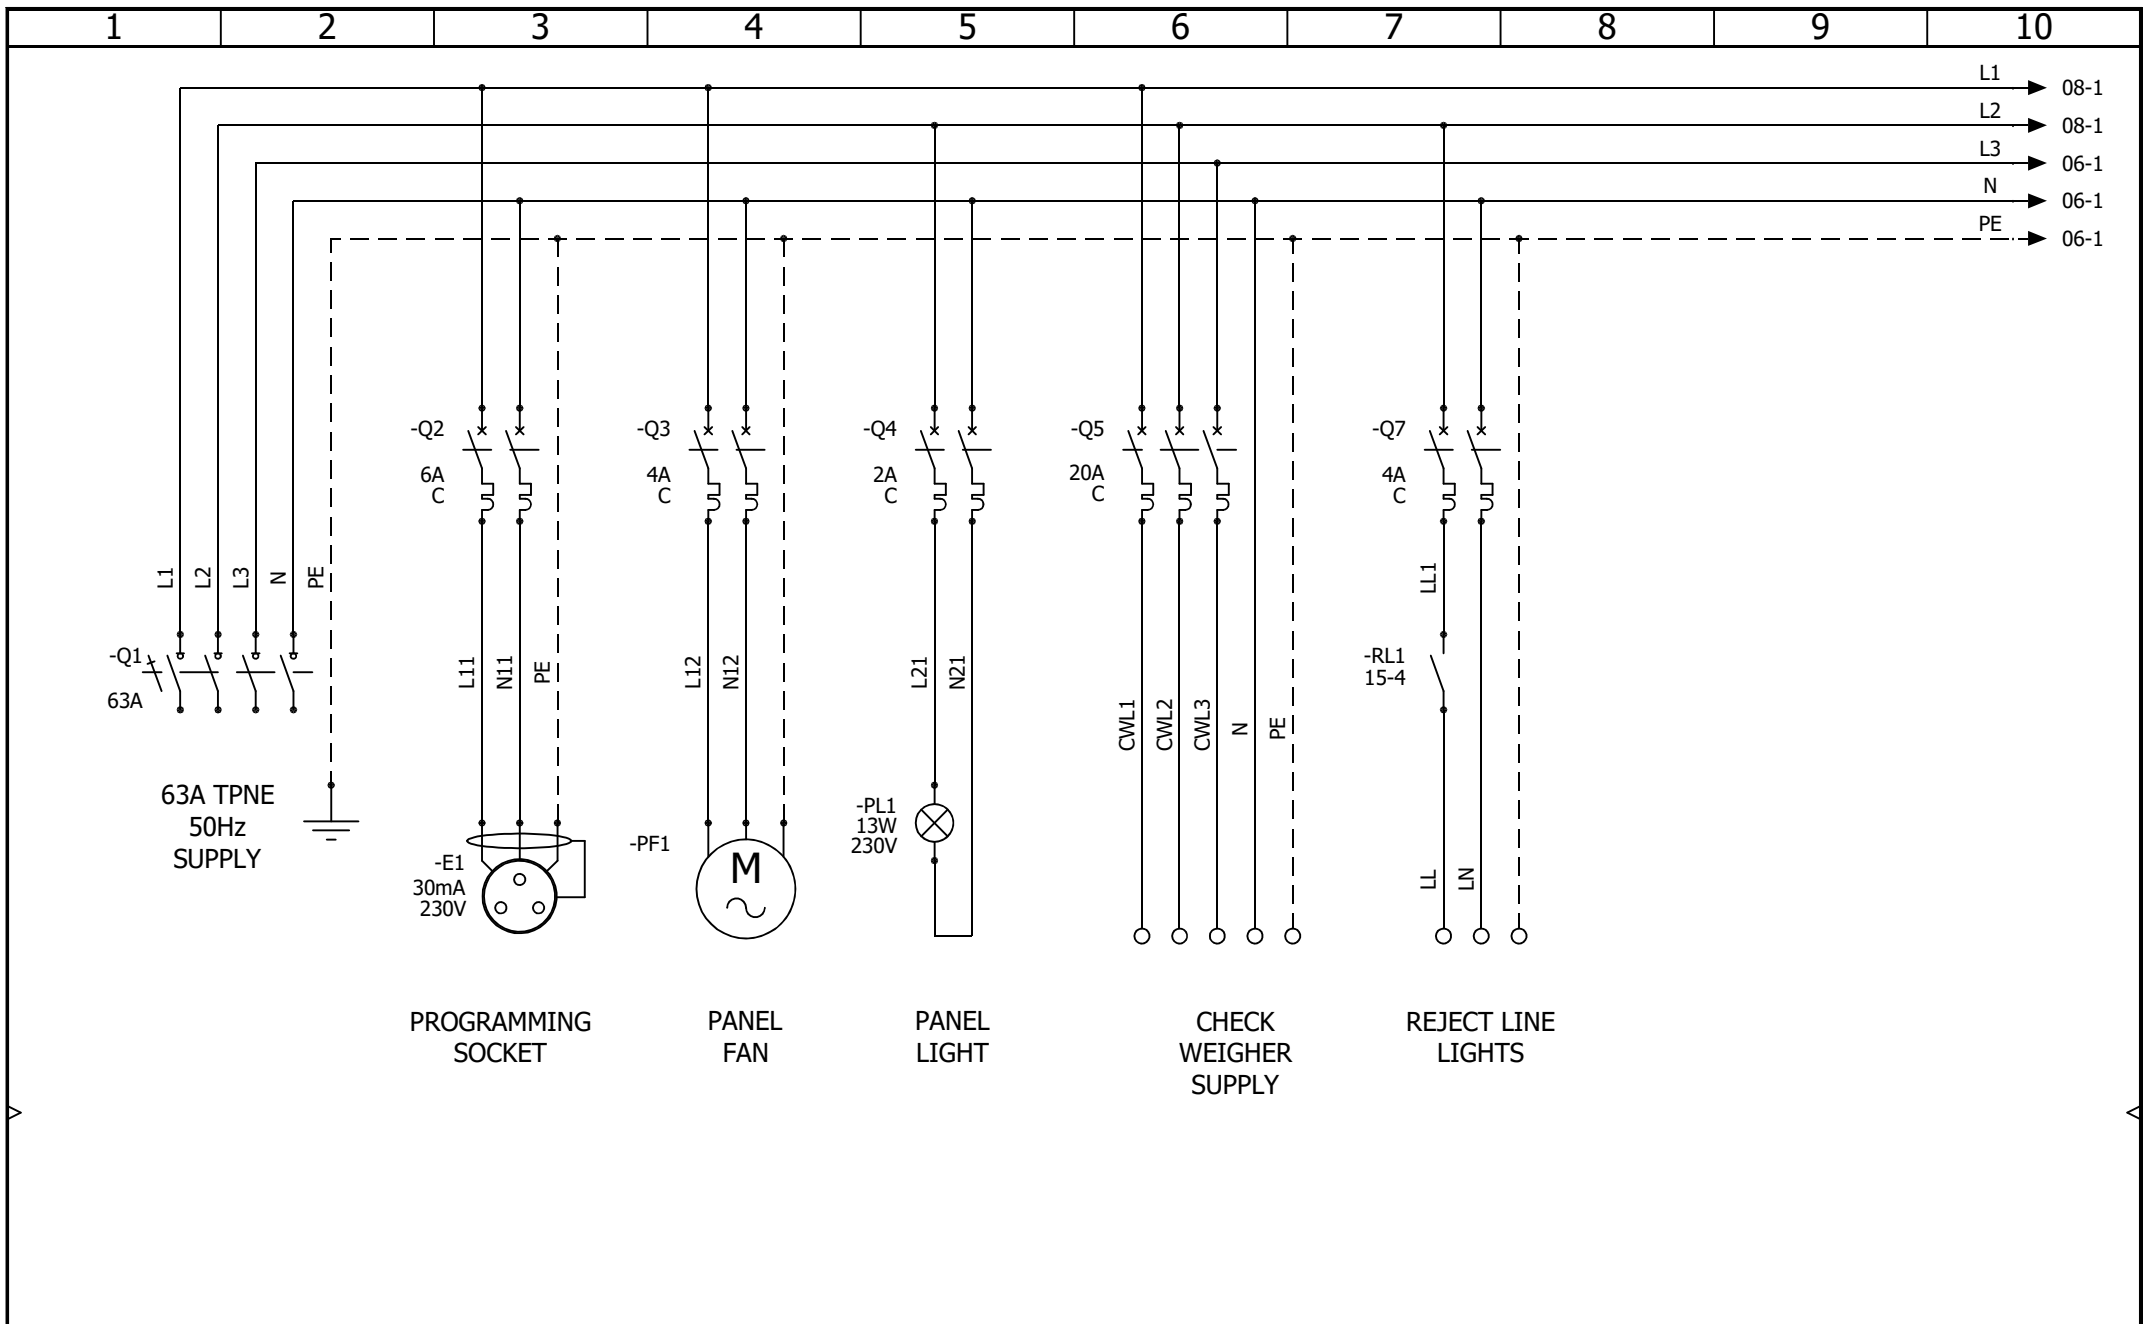 1 2 3 4 5 6 7 8 9 10
L1 08-1
L2 08-1
L3 06-1
N 06-1
PE 06-1
-Q1
63A
L1
L2
L3
N
PE
63A TPNE
50Hz
SUPPLY
-Q2
6A
C
L11
N11
PE
-E1
30mA
230V
PROGRAMMING
SOCKET
-Q3
4A
C
L12
N12
-PF1
M
PANEL
FAN
-Q4
2A
C
L21
N21
-PL1
13W
230V
PANEL
LIGHT
-Q5
20A
C
CWL1
CWL2
CWL3
N
PE
CHECK
WEIGHER
SUPPLY
-Q7
4A
C
LL1
-RL1
15-4
LL
LN
REJECT LINE
LIGHTS